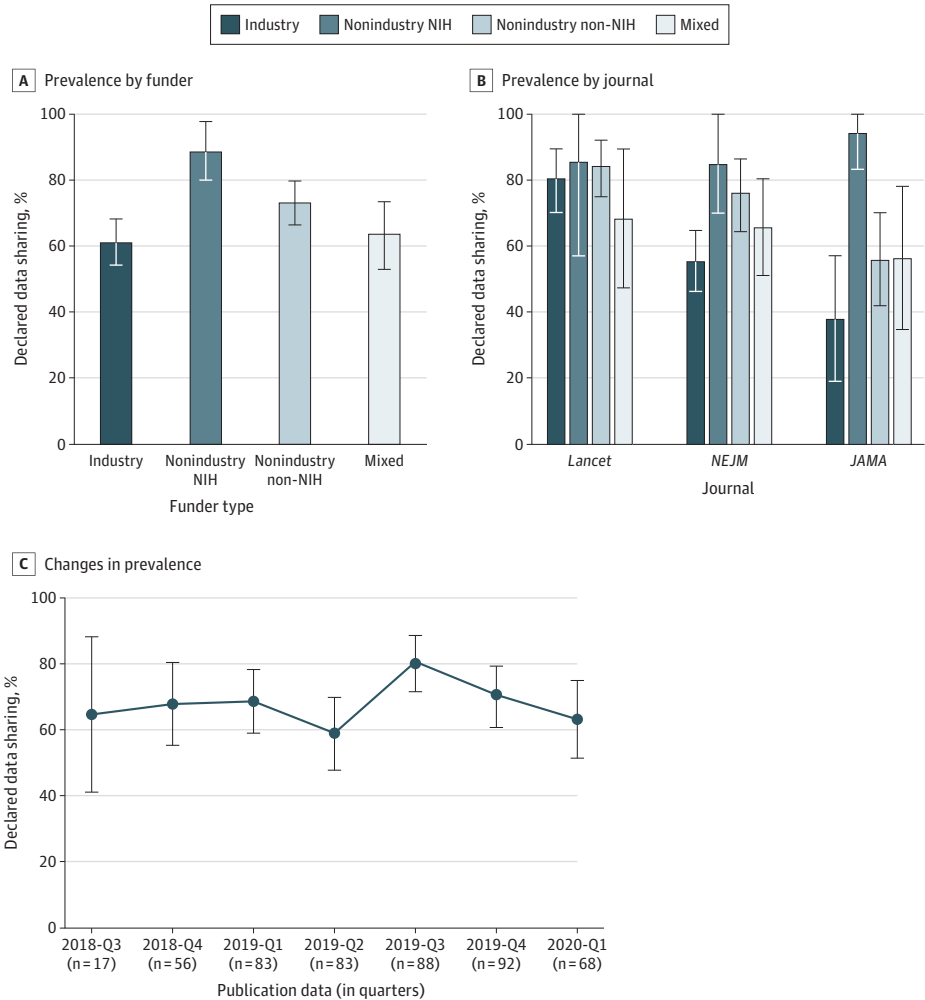 Industry Nonindustry NIH Nonindustry non-NIH Mixed
A Prevalence by funder
100
80
60
40
20
0
Declared data sharing, %
Industry Nonindustry NIH Nonindustry non-NIH Mixed
Funder type
B Prevalence by journal
100
80
60
40
20
0
Declared data sharing, %
Lancet NEJM JAMA
Journal
C Changes in prevalence
100
80
60
40
20
0
Declared data sharing, %
2018-Q3 2018-Q4 2019-Q1 2019-Q2 2019-Q3 2019-Q4 2020-Q1
(n=17) (n=56) (n=83) (n=83) (n=88) (n=92) (n=68)
Publication data (in quarters)